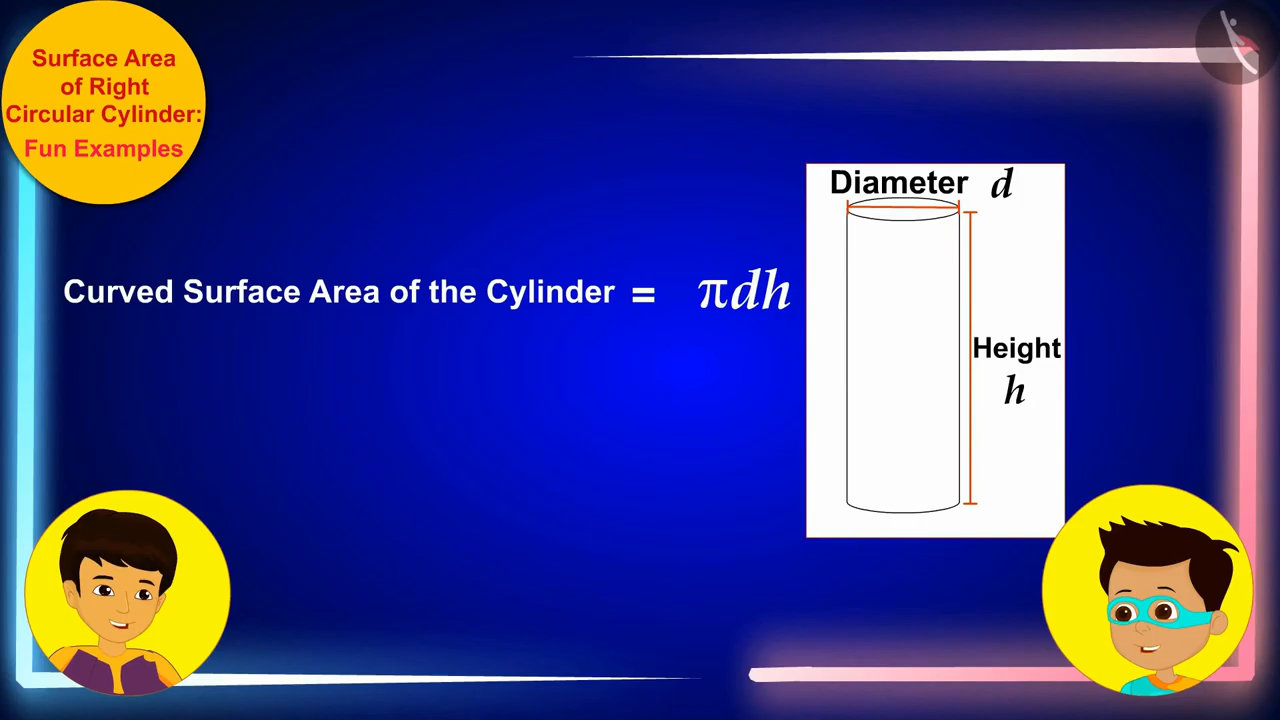 Surface Area
of Right
Circular Cylinder:
Fun Examples
Curved Surface Area of the Cylinder = πdh
Diameter d
Height
h